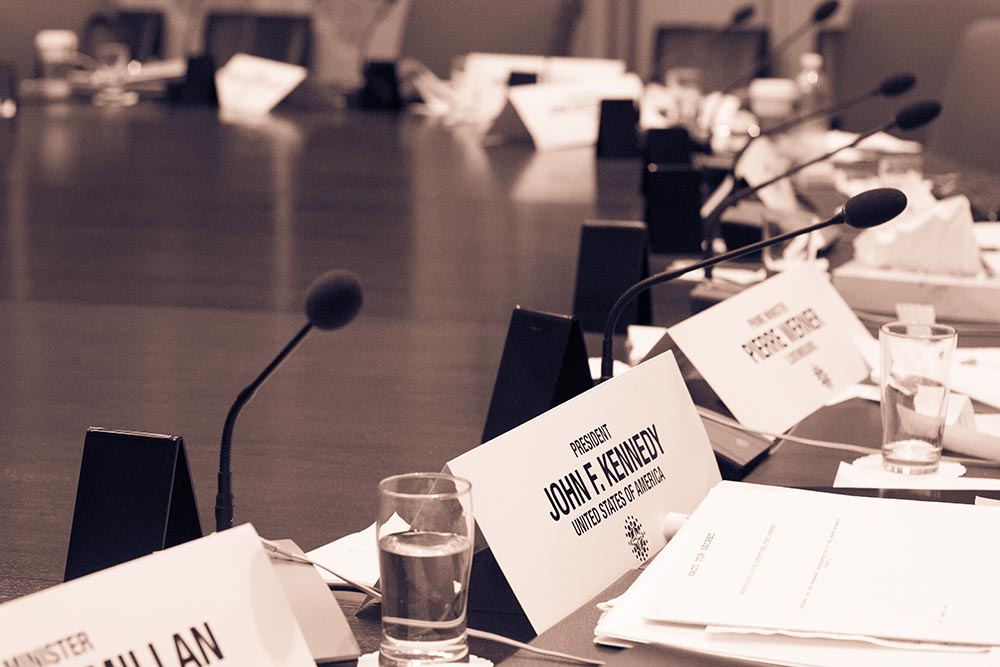 PRIME MINISTER
PIERRE WERNER
LUXEMBOURG
PRESIDENT
JOHN F. KENNEDY
UNITED STATES OF AMERICA
MINISTER
MILLAN